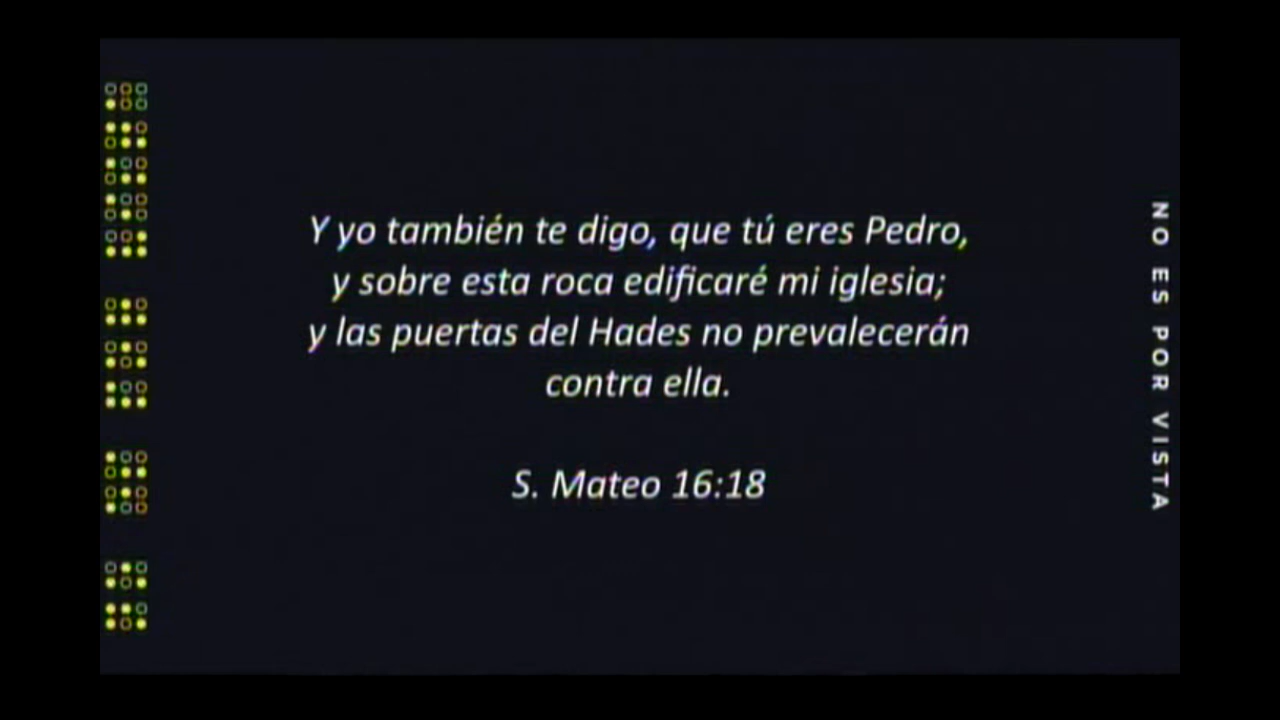 Y yo también te digo, que tú eres Pedro,
y sobre esta roca edificaré mi iglesia;
y las puertas del Hades no prevalecerán
contra ella.
S. Mateo 16:18
NO ES POR VISTA